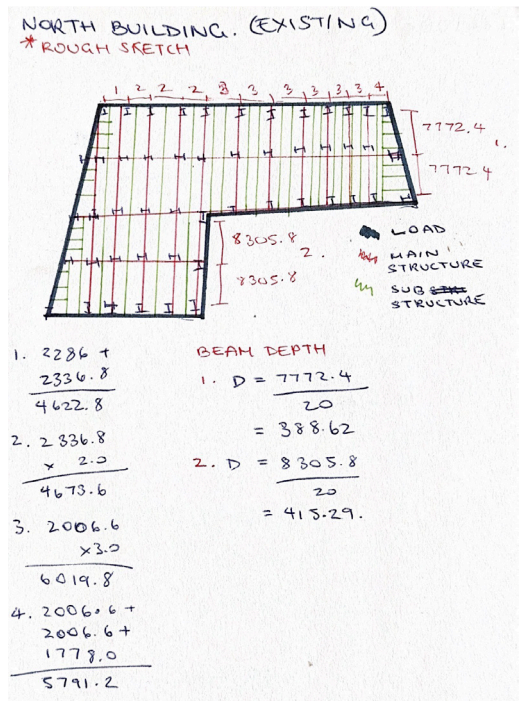 NORTH BUILDING. (EXISTING)
* ROUGH SKETCH
1 2 2 2 3 3 3 3 3 3 4
7772.4
1.
7772.4
8305.8
2.
8305.8
LOAD
MAIN STRUCTURE
SUB STRUCTURE
1. 2286 +
2336.8
4622.8
2. 2336.8
x 2.0
4673.6
3. 2006.6
x3.0
6019.8
4. 2006.6 +
2006.6 +
1778.0
5791.2
BEAM DEPTH
1. D = 7772.4
20
= 388.62
2. D = 8305.8
20
= 415.29.